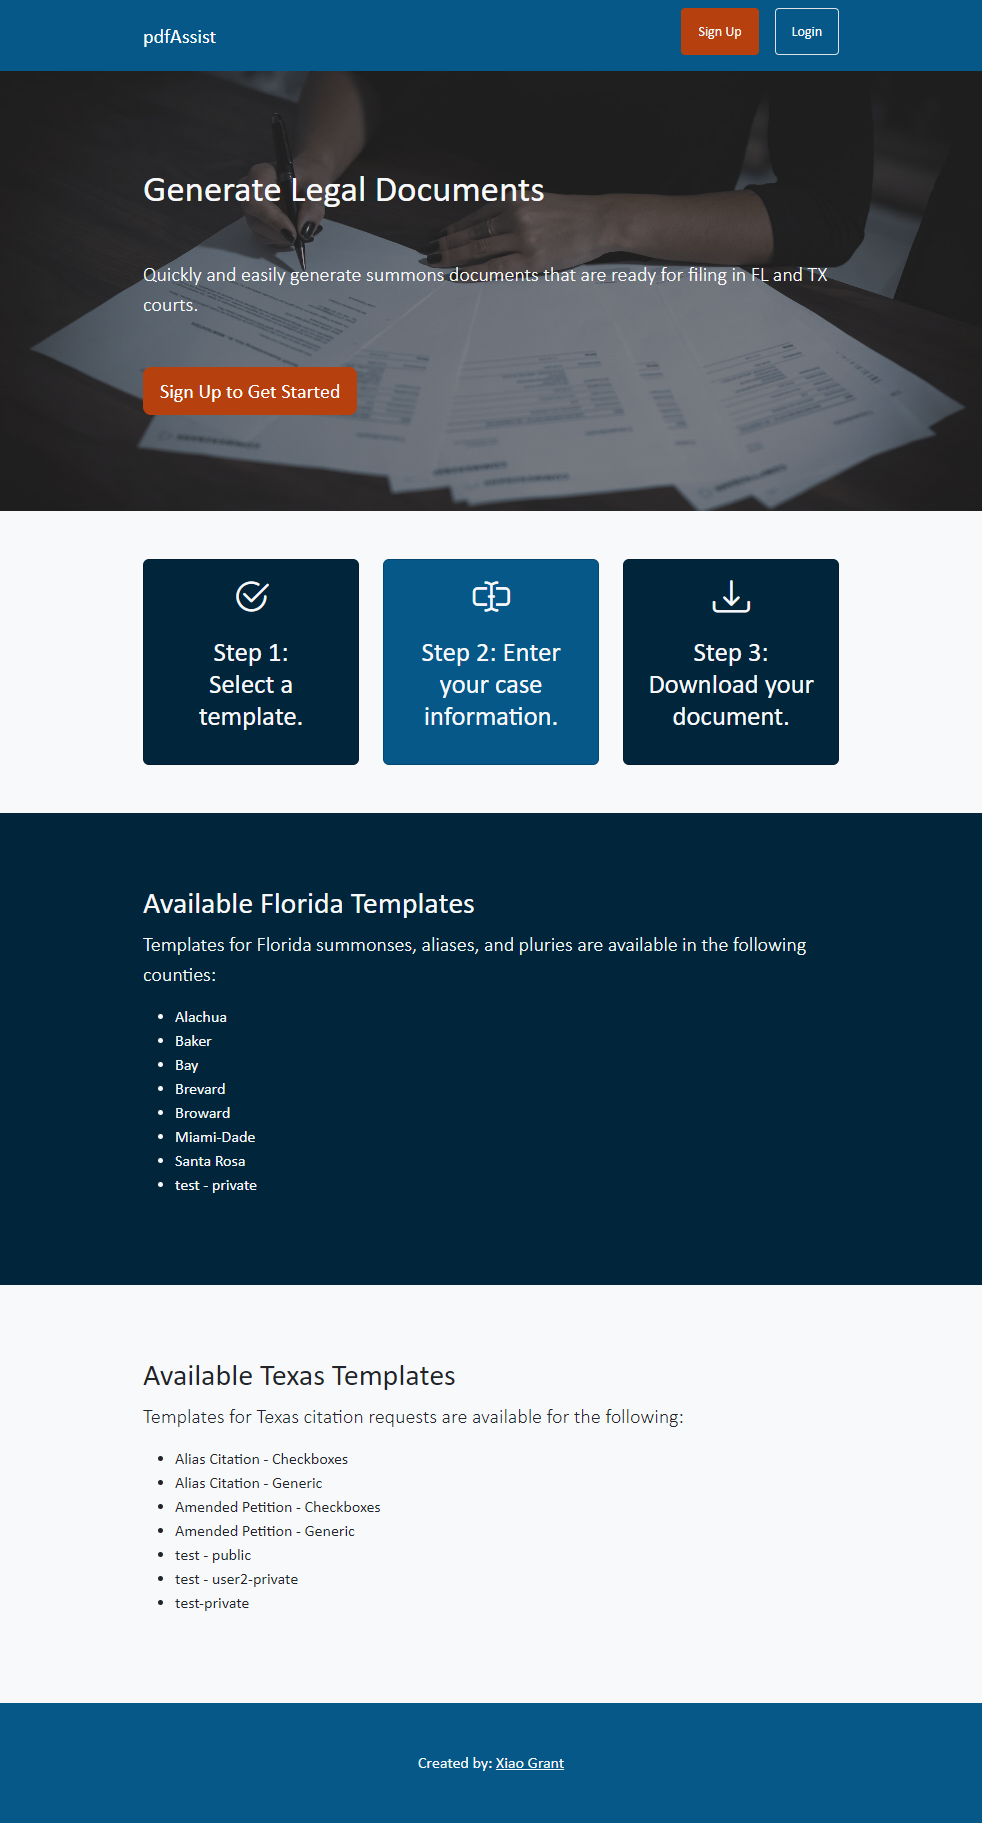 pdfAssist
Sign Up
Login
Generate Legal Documents
Quickly and easily generate summons documents that are ready for filing in FL and TX
courts.
Sign Up to Get Started
Step 1:
Select a
template.
Step 2: Enter
your case
information.
Step 3:
Download your
document.
Available Florida Templates
Templates for Florida summonses, aliases, and pluries are available in the following
counties:
Alachua
Baker
Bay
Brevard
Broward
Miami-Dade
Santa Rosa
test - private
Available Texas Templates
Templates for Texas citation requests are available for the following:
Alias Citation - Checkboxes
Alias Citation - Generic
Amended Petition - Checkboxes
Amended Petition - Generic
test - public
test - user2-private
test-private
Created by: Xiao Grant